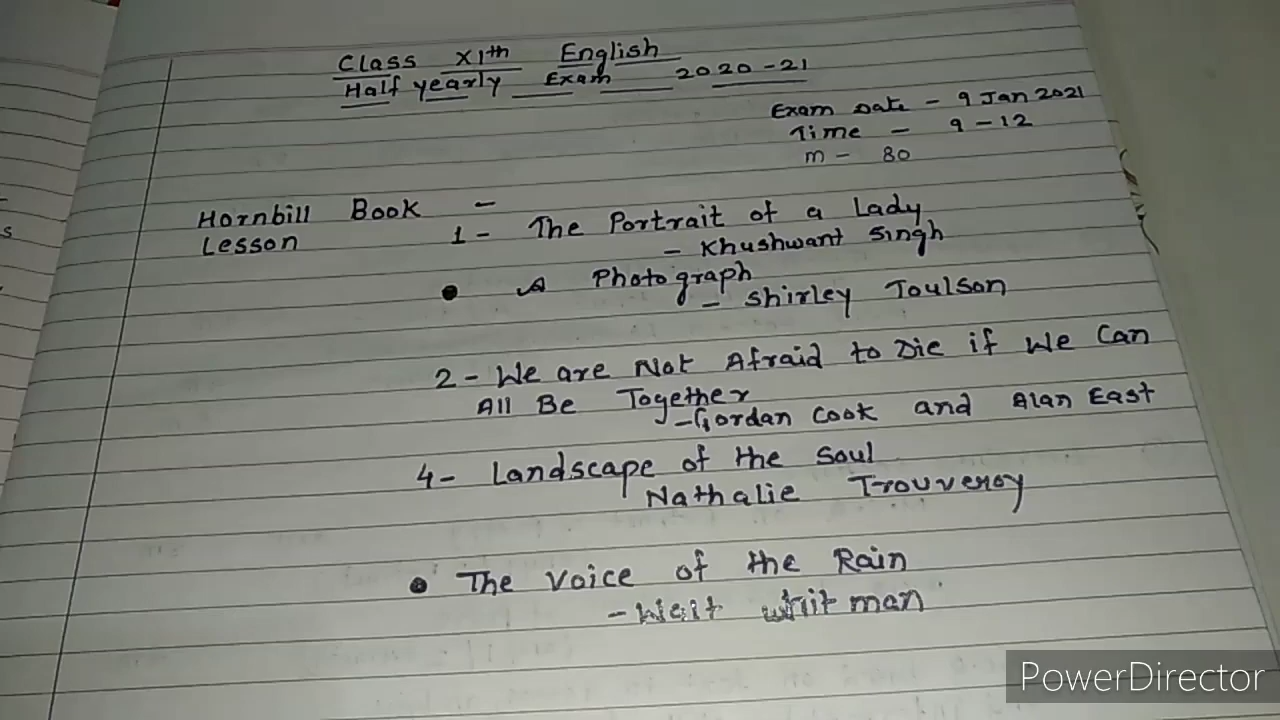 Class XIth English
Half yearly Exam 2020-21
Exam Date - 9 Jan 2021
Time - 9 - 12
m - 80
Hornbill Book -
Lesson 1 - The Portrait of a Lady
- Khushwant Singh
• A Photograph
- Shirley Toulson
2 - We are Not Afraid to Die if We Can
All Be Together
- Gordan Cook and Alan East
4 - Landscape of the Soul
Nathalie Trouveroy
• The Voice of the Rain
- Walt Whitman
s
PowerDirector